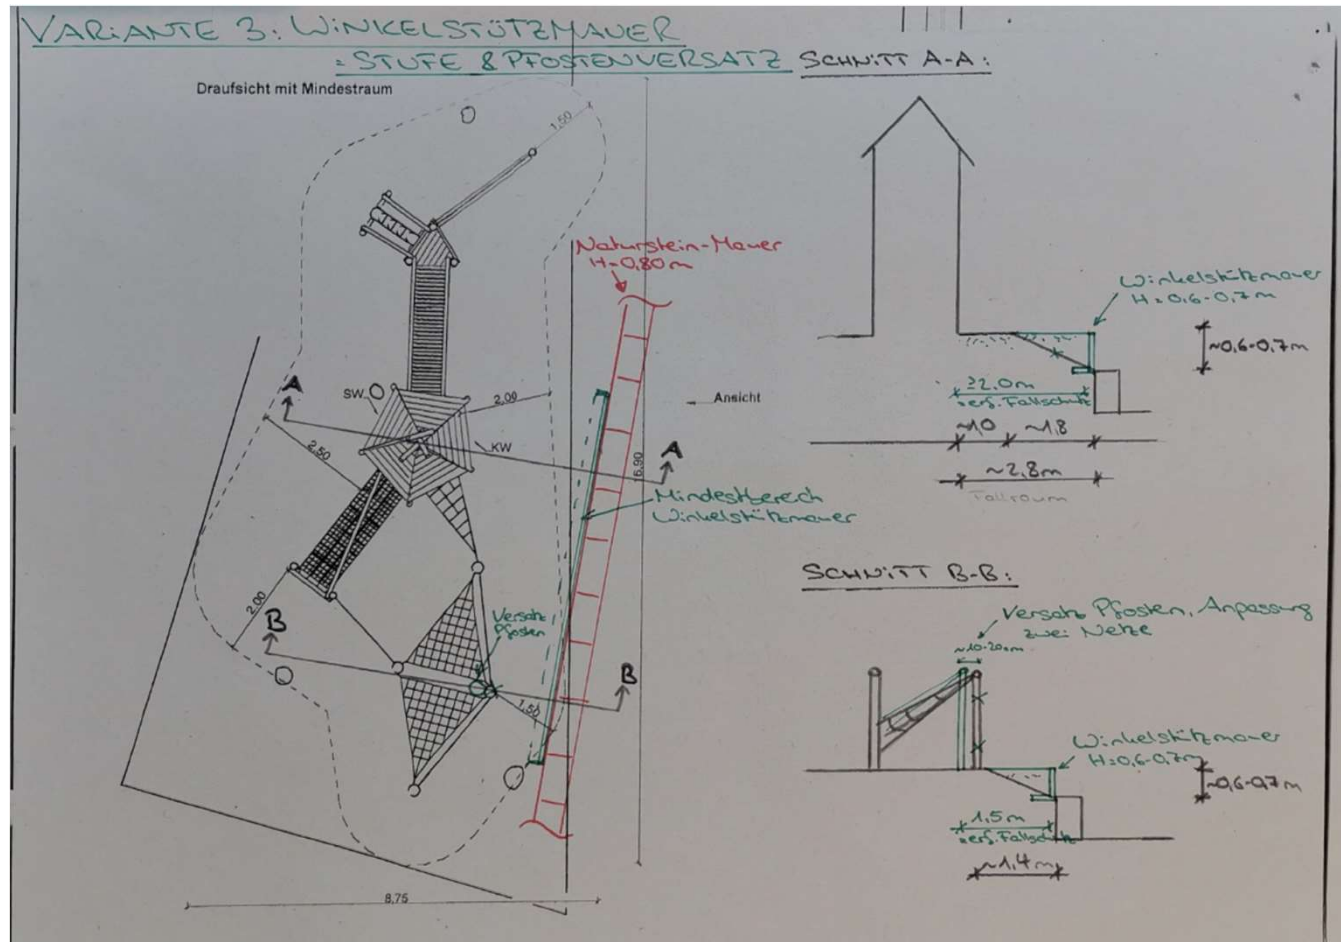 VARIANTE 3: WINKELSTÜTZMAUER
= STUFE & PFOSTENVERSATZ
SCHNITT A-A:
Draufsicht mit Mindestraum
1.50
Naturstein-Mauer
H=0,80m
Winkelstützmauer
H=0,6-0,7m
~0,6-0,7m
≥2.0m
=erf. Fallschutz
~1,0
~1,8
~2,8m
Fallraum
A
SW
2.00
KW
Ansicht
A
2.50
6.90
Mindestbereich
Winkelstützmauer
2.00
B
Versatz
Pfosten
B
1,50
8.75
SCHNITT B-B:
Versatz Pfosten, Anpassung
zwei Netze
~10-20cm
Winkelstützmauer
H=0,6-0,7m
~0,6-0,7m
1,5m
=erf. Fallschutz
~1,4m